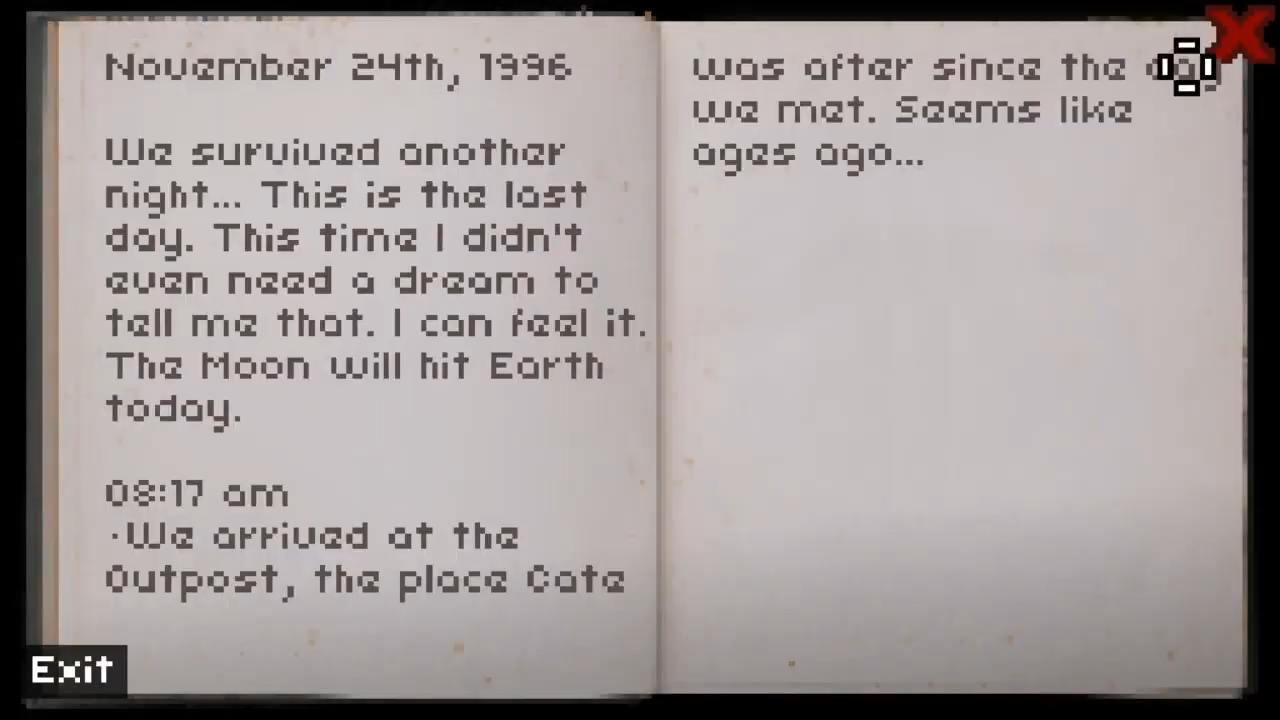 November 24th, 1996
We survived another
night... This is the last
day. This time I didn't
even need a dream to
tell me that. I can feel it.
The Moon will hit Earth
today.
08:17 am
·We arrived at the
Outpost, the place Cate
was after since the day
we met. Seems like
ages ago...
X
Exit